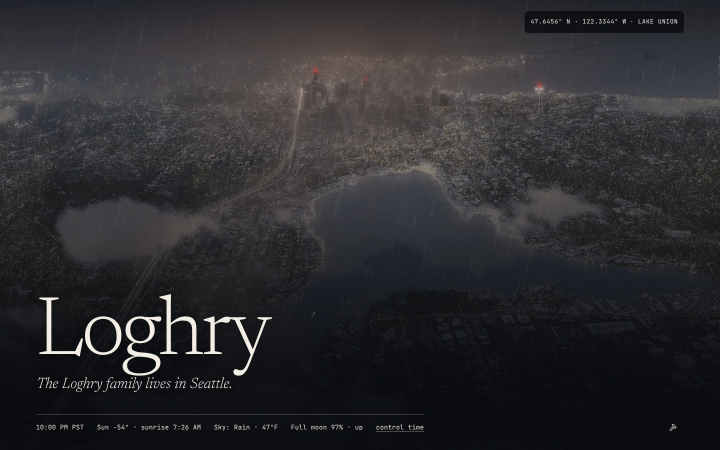 47.6456° N · 122.3344° W · LAKE UNION
Loghry
The Loghry family lives in Seattle.
10:00 PM PST Sun -54° · sunrise 7:26 AM Sky: Rain · 47°F Full moon 97% · up control time